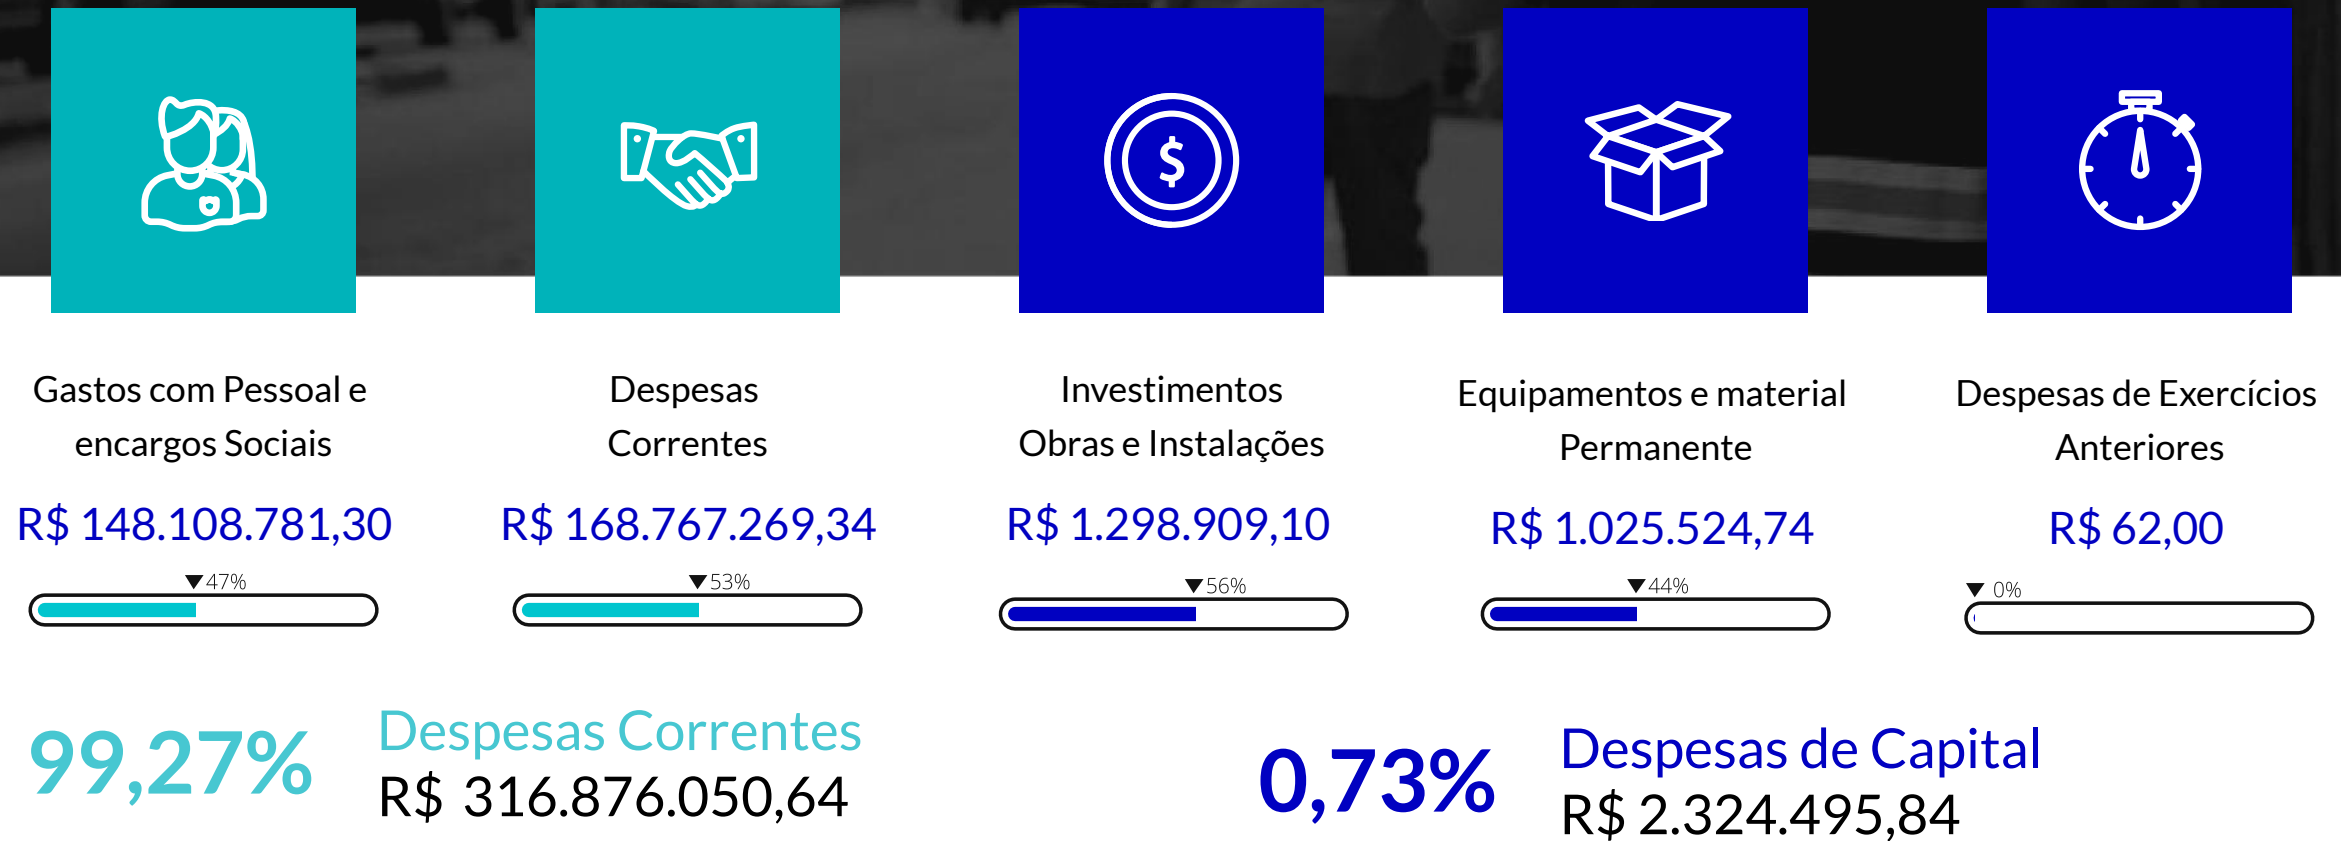 Gastos com Pessoal e
encargos Sociais
R$ 148.108.781,30
47%
Despesas
Correntes
R$ 168.767.269,34
53%
Investimentos
Obras e Instalações
R$ 1.298.909,10
56%
Equipamentos e material
Permanente
R$ 1.025.524,74
44%
Despesas de Exercícios
Anteriores
R$ 62,00
0%
99,27%
Despesas Correntes
R$ 316.876.050,64
0,73%
Despesas de Capital
R$ 2.324.495,84